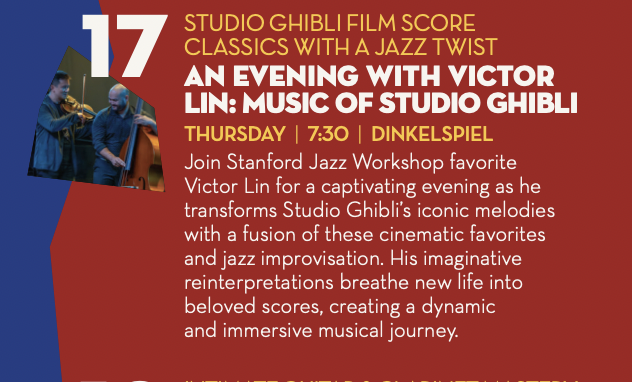 17
STUDIO GHIBLI FILM SCORE
CLASSICS WITH A JAZZ TWIST
AN EVENING WITH VICTOR
LIN: MUSIC OF STUDIO GHIBLI
THURSDAY | 7:30 | DINKELSPIEL
Join Stanford Jazz Workshop favorite
Victor Lin for a captivating evening as he
transforms Studio Ghibli's iconic melodies
with a fusion of these cinematic favorites
and jazz improvisation. His imaginative
reinterpretations breathe new life into
beloved scores, creating a dynamic
and immersive musical journey.